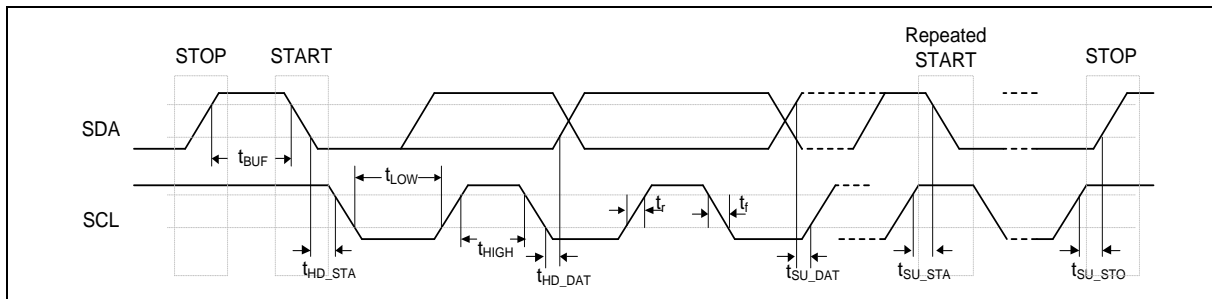 STOP
START
Repeated
START
STOP
SDA
tBUF
tLOW
SCL
tr
tf
tHIGH
tHD_STA
tHD_DAT
tSU_DAT
tSU_STA
tSU_STO